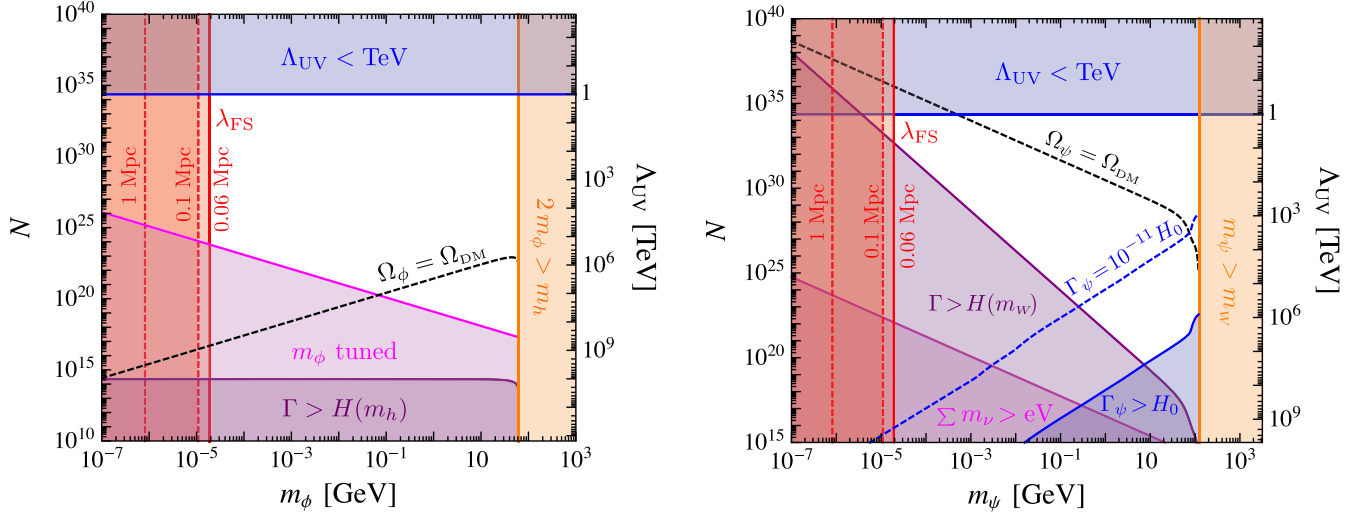 10^40
10^35
10^30
10^25
10^20
10^15
10^10
N
Λ_UV < TeV
λ_FS
1 Mpc
0.1 Mpc
0.06 Mpc
Ω_ϕ = Ω_DM
m_ϕ tuned
Γ > H(m_h)
2 m_ϕ > m_h
1
10^3
10^6
10^9
Λ_UV [TeV]
10^-7
10^-5
10^-3
10^-1
10
10^3
m_ϕ [GeV]
10^40
10^35
10^30
10^25
10^20
10^15
N
Λ_UV < TeV
λ_FS
1 Mpc
0.1 Mpc
0.06 Mpc
Ω_ψ = Ω_DM
Γ_ψ = 10^-11 H_0
Γ > H(m_W)
∑ m_ν > eV
Γ_ψ > H_0
m_ψ > m_W
1
10^3
10^6
10^9
Λ_UV [TeV]
10^-7
10^-5
10^-3
10^-1
10
10^3
m_ψ [GeV]